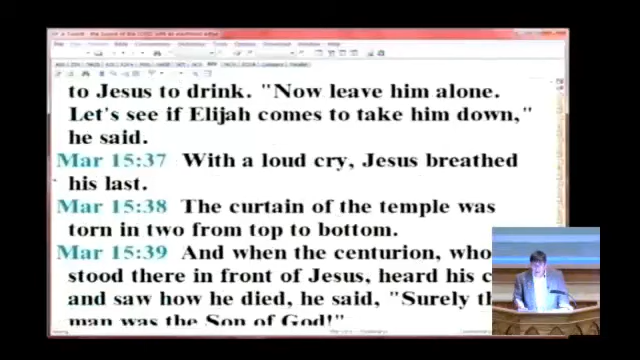 to Jesus to drink. "Now leave him alone.
Let's see if Elijah comes to take him down,"
he said.
Mar 15:37 With a loud cry, Jesus breathed
his last.
Mar 15:38 The curtain of the temple was
torn in two from top to bottom.
Mar 15:39 And when the centurion, who
stood there in front of Jesus, heard his
and saw how he died, he said, "Surely
man was the Son of God!"